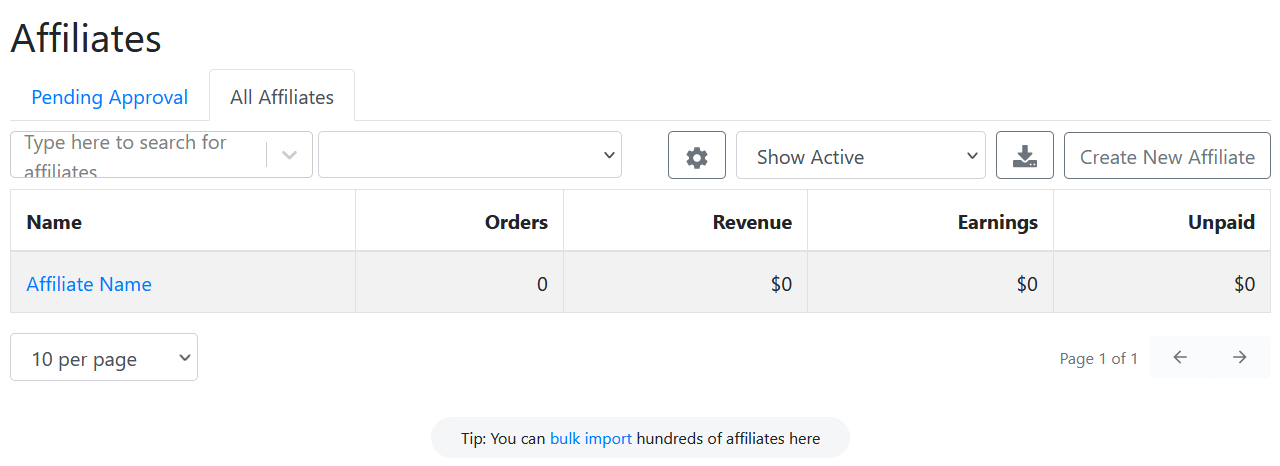 Affiliates
Pending Approval
All Affiliates
Type here to search for
affiliates
Show Active
Create New Affiliate
Name Orders Revenue Earnings Unpaid
Affiliate Name 0 $0 $0 $0
10 per page
Page 1 of 1
Tip: You can bulk import hundreds of affiliates here